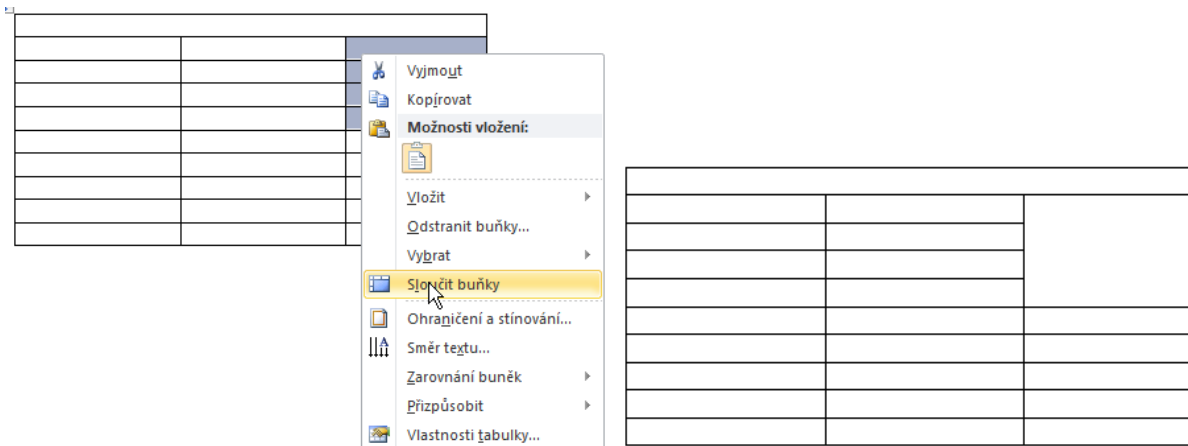 Vyjmout
Kopírovat
Možnosti vložení:
Vložit
Odstranit buňky...
Vybrat
Sloučit buňky
Ohraničení a stínování...
Směr textu...
Zarovnání buněk
Přizpůsobit
Vlastnosti tabulky...